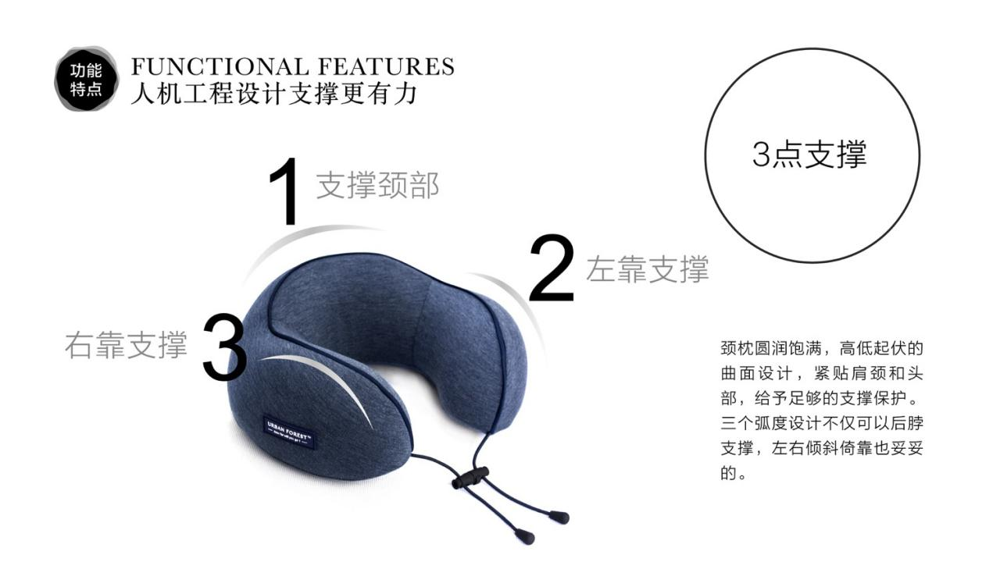 功能
特点
FUNCTIONAL FEATURES
人机工程设计支撑更有力
3点支撑
1 支撑颈部
2 左靠支撑
右靠支撑 3
URBAN FOREST™
颈枕圆润饱满，高低起伏的
曲面设计，紧贴肩颈和头
部，给予足够的支撑保护。
三个弧度设计不仅可以后脖
支撑，左右倾斜倚靠也妥妥
的。